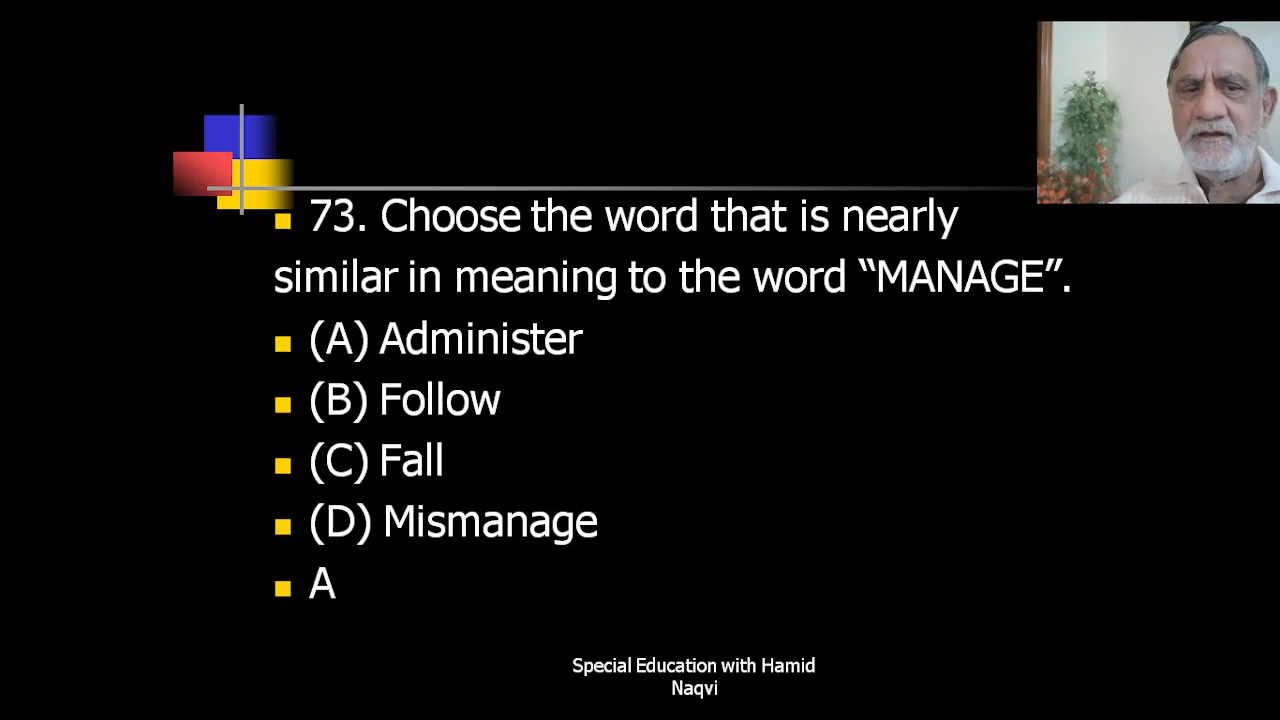 73. Choose the word that is nearly
similar in meaning to the word “MANAGE”.
(A) Administer
(B) Follow
(C) Fall
(D) Mismanage
A
Special Education with Hamid
Naqvi